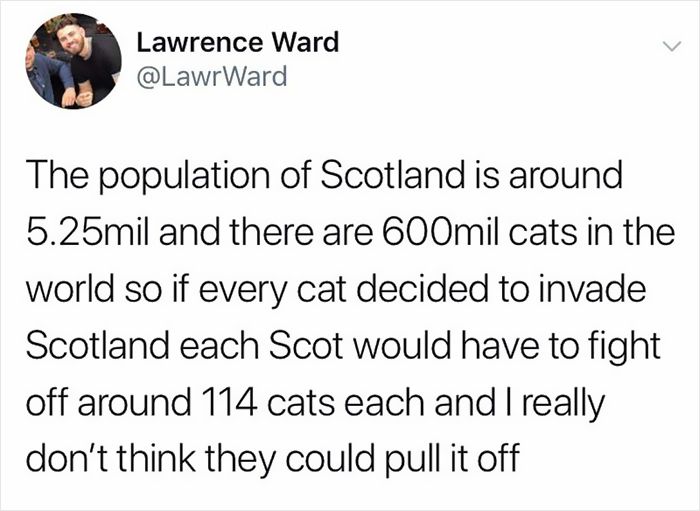 Lawrence Ward
@LawrWard
The population of Scotland is around
5.25mil and there are 600mil cats in the
world so if every cat decided to invade
Scotland each Scot would have to fight
off around 114 cats each and I really
don't think they could pull it off